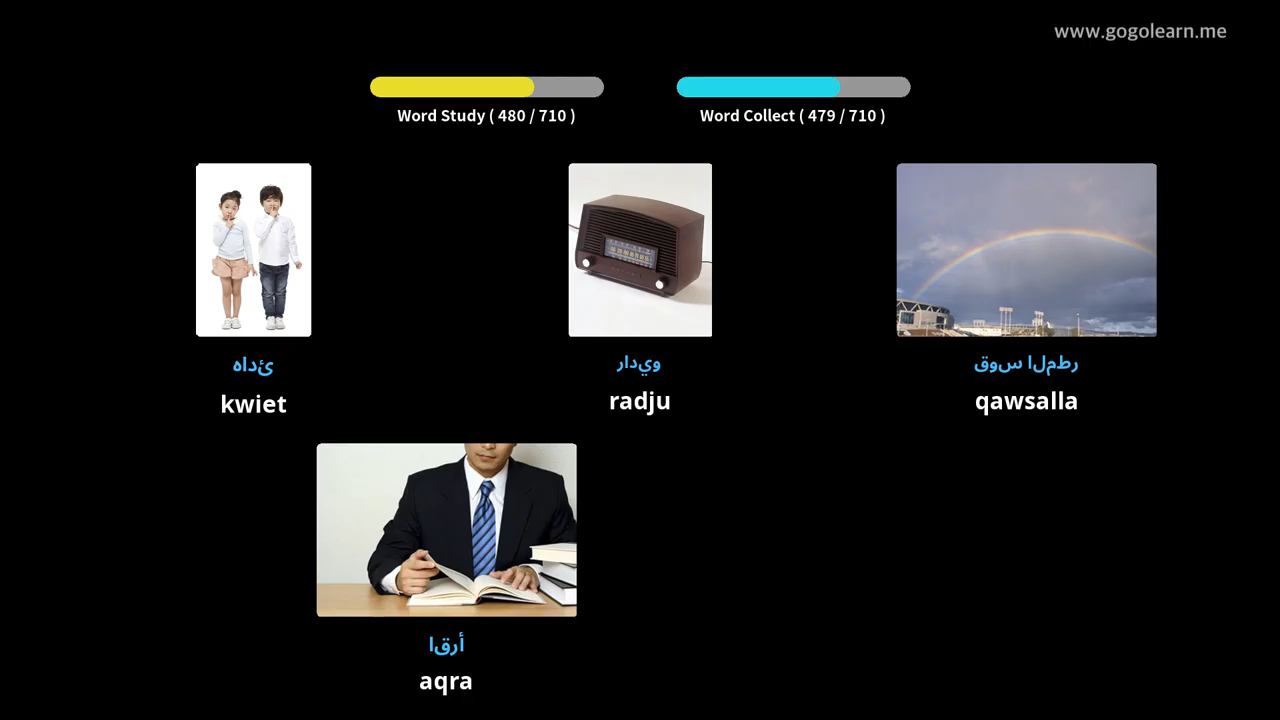 www.gogolearn.me
Word Study ( 480 / 710 )
Word Collect ( 479 / 710 )
ئداه
kwiet
ويدار
radju
رطملا سوق
qawsalla
أرقا
aqra